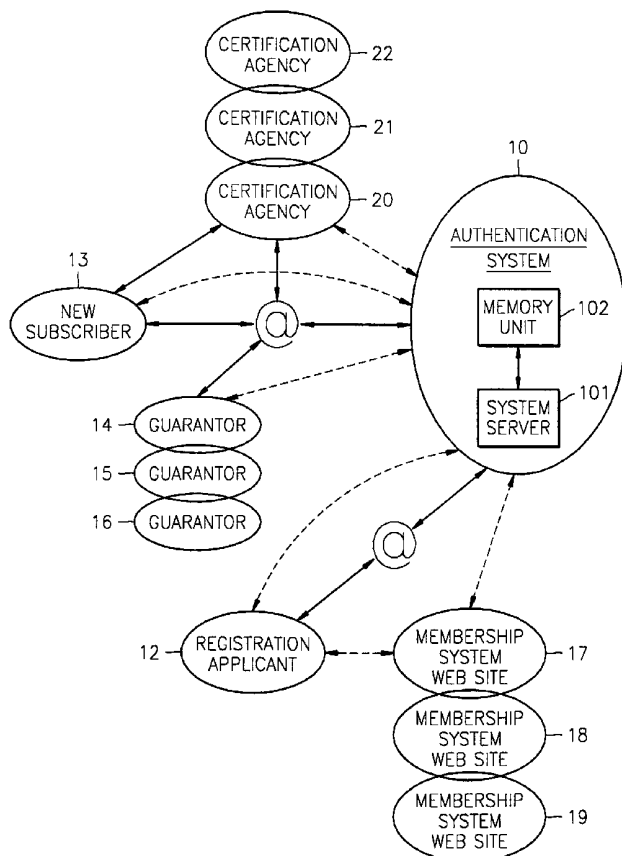 CERTIFICATION
AGENCY
22
CERTIFICATION
AGENCY
21
CERTIFICATION
AGENCY
20
10
AUTHENTICATION
SYSTEM
MEMORY
UNIT
102
SYSTEM
SERVER
101
13
NEW
SUBSCRIBER
@
14
GUARANTOR
15
GUARANTOR
16
GUARANTOR
@
12
REGISTRATION
APPLICANT
MEMBERSHIP
SYSTEM
WEB SITE
17
MEMBERSHIP
SYSTEM
WEB SITE
18
MEMBERSHIP
SYSTEM
WEB SITE
19